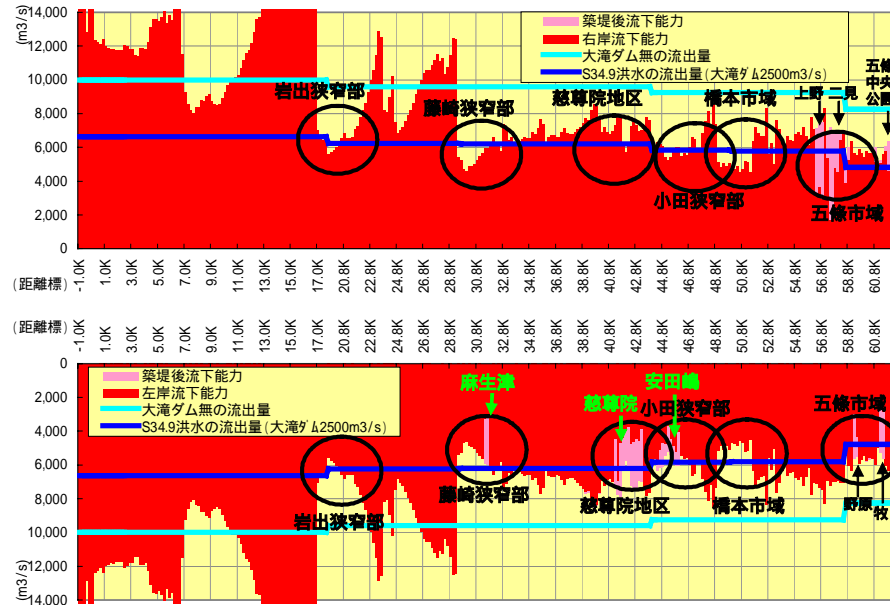 (m3/s)
14,000
12,000
10,000
8,000
6,000
4,000
2,000
0
築堤後流下能力
右岸流下能力
大滝ダム無の流出量
S34.9洪水の流出量(大滝ダム2500m3/s)
岩出狭窄部
藤崎狭窄部
慈尊院地区
橋本市域
上野
二見
五條
中央
公園
小田狭窄部
五條市域
(距離標)
-1.0K
3.0K
5.0K
7.0K
9.0K
11.0K
13.0K
15.0K
17.0K
20.8K
22.8K
24.8K
26.8K
28.8K
30.8K
32.8K
34.8K
36.8K
38.8K
40.8K
42.8K
44.8K
46.8K
48.8K
50.8K
52.8K
54.8K
56.8K
58.8K
60.8K
(距離標)
-1.0K
3.0K
5.0K
7.0K
9.0K
11.0K
13.0K
15.0K
17.0K
20.8K
22.8K
24.8K
26.8K
28.8K
30.8K
32.8K
34.8K
36.8K
38.8K
40.8K
42.8K
44.8K
46.8K
48.8K
50.8K
52.8K
54.8K
56.8K
58.8K
60.8K
0
2,000
4,000
6,000
8,000
10,000
12,000
14,000
(m3/s)
築堤後流下能力
左岸流下能力
大滝ダム無の流出量
S34.9洪水の流出量(大滝ダム2500m3/s)
麻生津
慈尊院
安田嶋
小田狭窄部
五條市域
岩出狭窄部
藤崎狭窄部
慈尊院地区
橋本市域
野原
牧